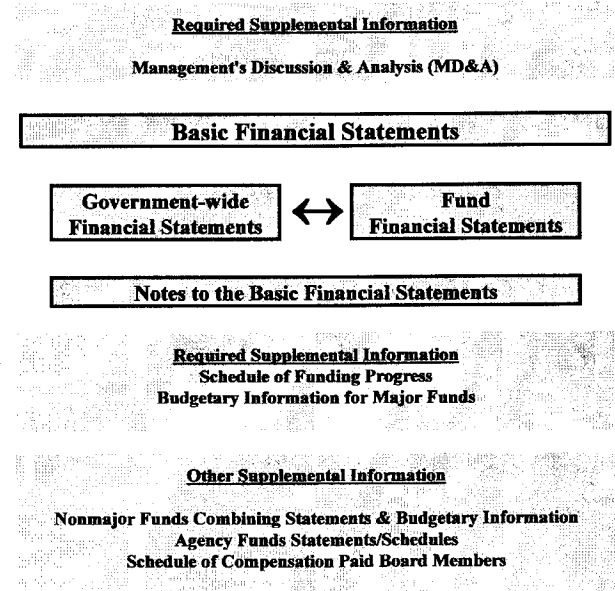 Required Supplemental Information
Management's Discussion & Analysis (MD&A)
Basic Financial Statements
Government-wide
Financial Statements
Fund
Financial Statements
Notes to the Basic Financial Statements
Required Supplemental Information
Schedule of Funding Progress
Budgetary Information for Major Funds
Other Supplemental Information
Nonmajor Funds Combining Statements & Budgetary Information
Agency Funds Statements/Schedules
Schedule of Compensation Paid Board Members